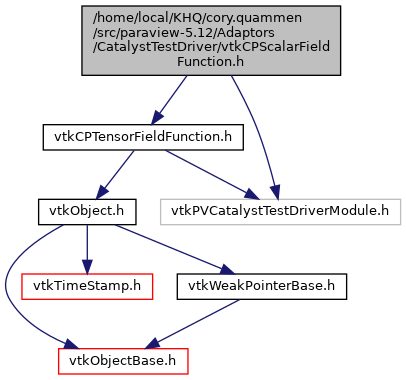 /home/local/KHQ/cory.quammen
/src/paraview-5.12/Adaptors
/CatalystTestDriver/vtkCPScalarField
Function.h
vtkCPTensorFieldFunction.h
vtkObject.h
vtkPVCatalystTestDriverModule.h
vtkTimeStamp.h
vtkWeakPointerBase.h
vtkObjectBase.h